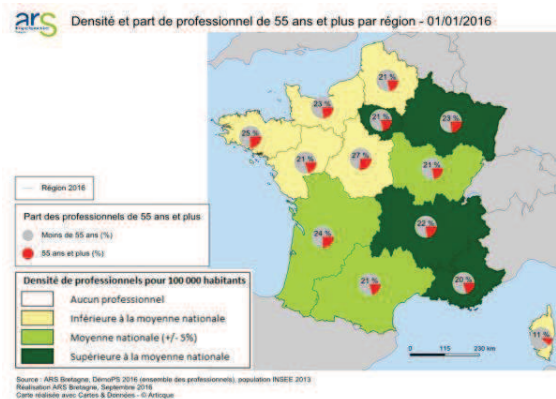 ars
Densité et part de professionnel de 55 ans et plus par région - 01/01/2016
21 %
23 %
21 %
23 %
25 %
21 %
27 %
21 %
24 %
22 %
21 %
20 %
11 %
Région 2016
Part des professionnels de 55 ans et plus
Moins de 55 ans (%)
55 ans et plus (%)
Densité de professionnels pour 100 000 habitants
Aucun professionnel
Inférieure à la moyenne nationale
Moyenne nationale (+/- 5%)
Supérieure à la moyenne nationale
0 115 230 km
Source : ARS Bretagne, DémoPS 2016 (ensemble des professionnels), population INSEE 2013
Réalisation ARS Bretagne, Septembre 2016
Carte réalisée avec Cartes & Données - © Articque